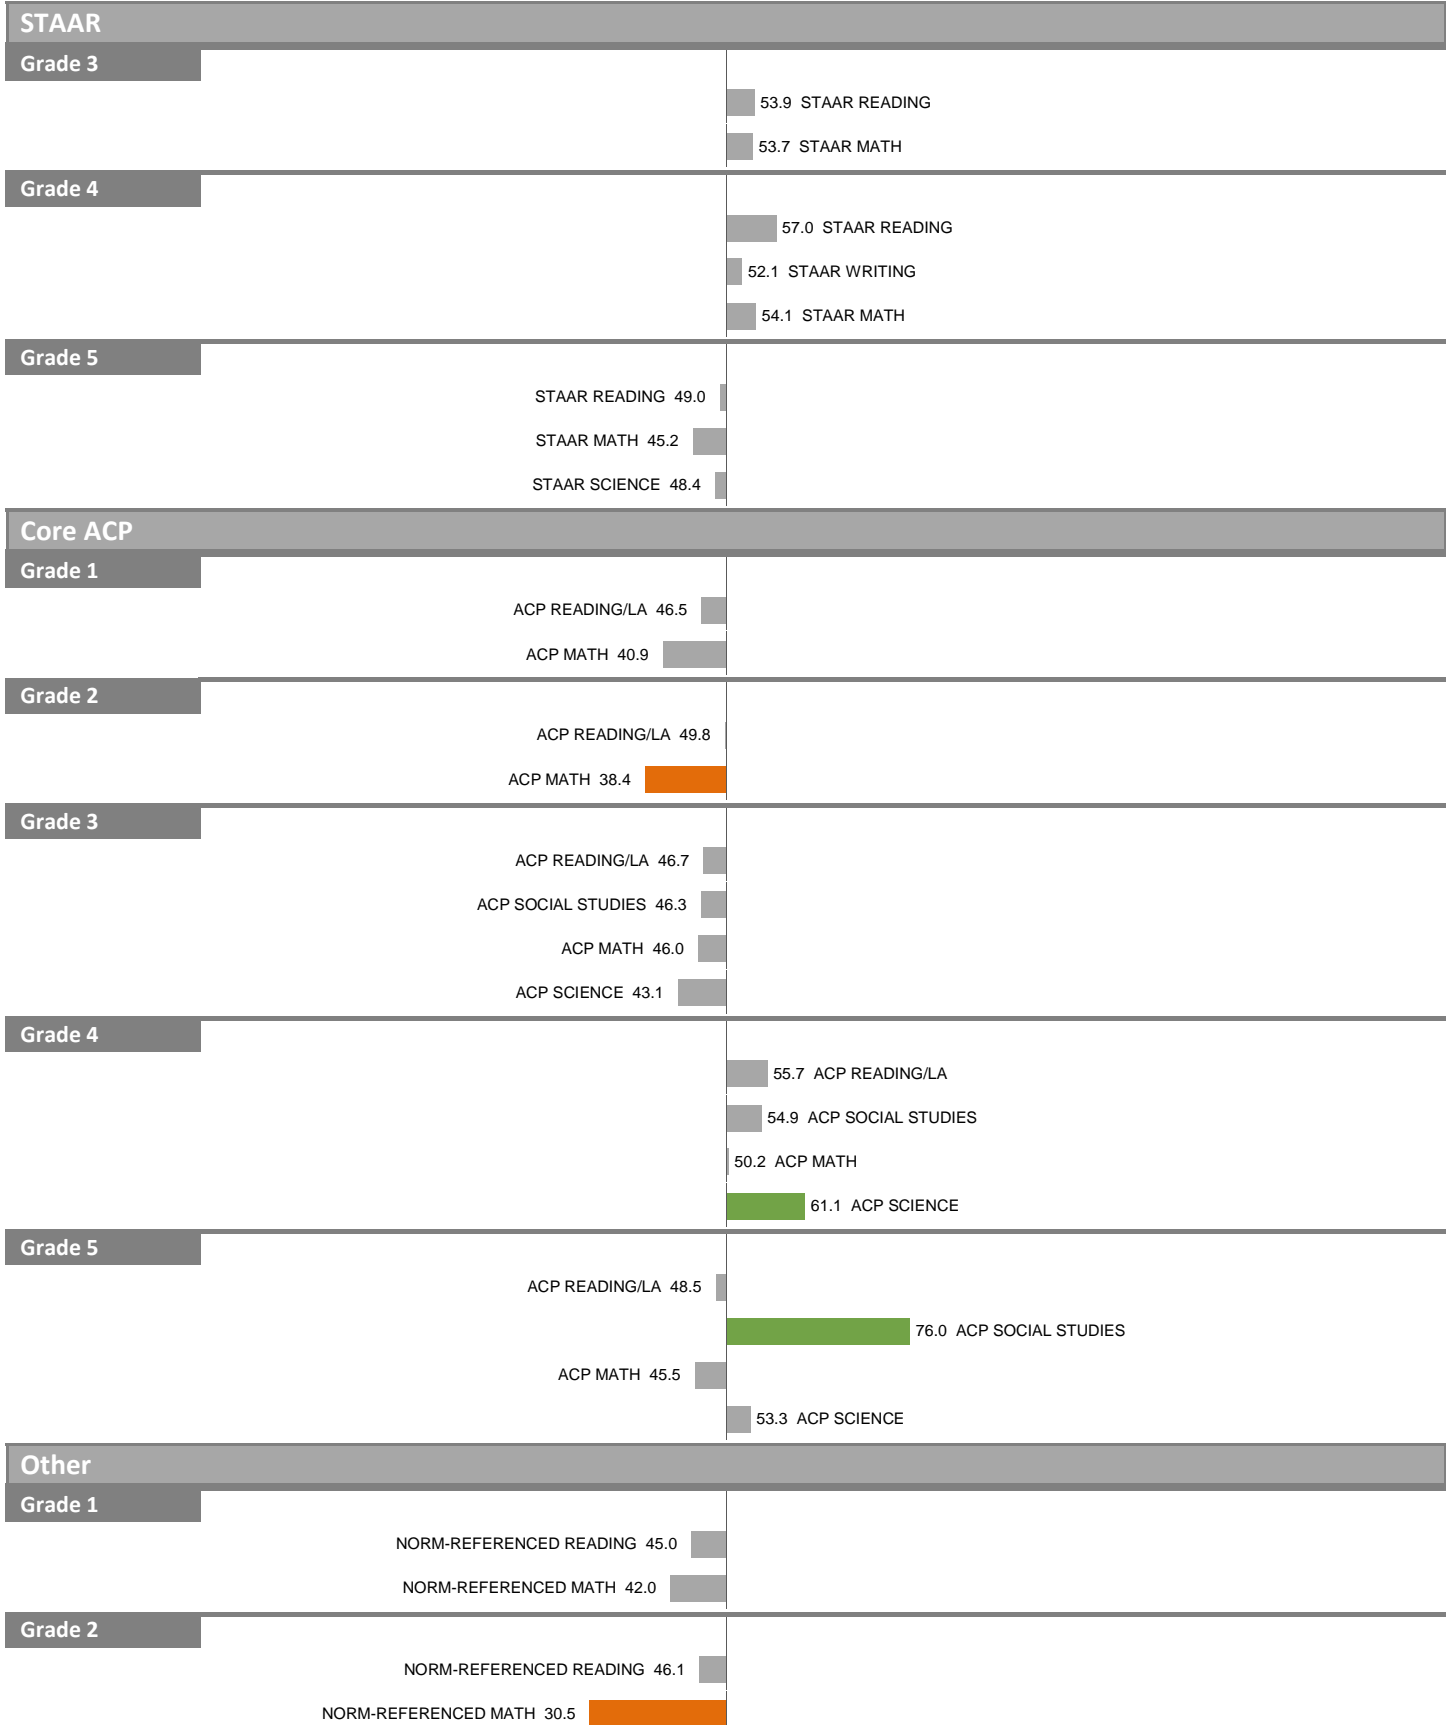 STAAR
Grade 3
53.9 STAAR READING
53.7 STAAR MATH
Grade 4
57.0 STAAR READING
52.1 STAAR WRITING
54.1 STAAR MATH
Grade 5
STAAR READING 49.0
STAAR MATH 45.2
STAAR SCIENCE 48.4
Core ACP
Grade 1
ACP READING/LA 46.5
ACP MATH 40.9
Grade 2
ACP READING/LA 49.8
ACP MATH 38.4
Grade 3
ACP READING/LA 46.7
ACP SOCIAL STUDIES 46.3
ACP MATH 46.0
ACP SCIENCE 43.1
Grade 4
55.7 ACP READING/LA
54.9 ACP SOCIAL STUDIES
50.2 ACP MATH
61.1 ACP SCIENCE
Grade 5
ACP READING/LA 48.5
76.0 ACP SOCIAL STUDIES
ACP MATH 45.5
53.3 ACP SCIENCE
Other
Grade 1
NORM-REFERENCED READING 45.0
NORM-REFERENCED MATH 42.0
Grade 2
NORM-REFERENCED READING 46.1
NORM-REFERENCED MATH 30.5